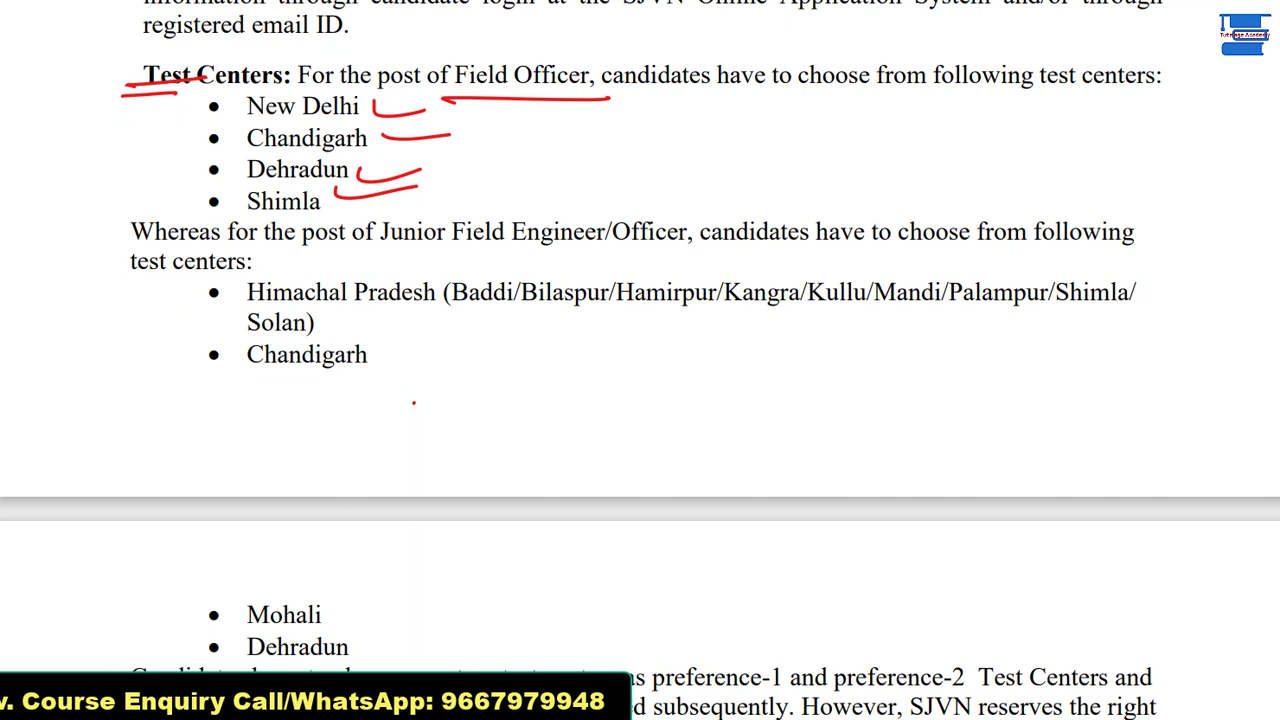 registered email ID.
Test Centers: For the post of Field Officer, candidates have to choose from following test centers:
• New Delhi
• Chandigarh
• Dehradun
• Shimla
Whereas for the post of Junior Field Engineer/Officer, candidates have to choose from following
test centers:
• Himachal Pradesh (Baddi/Bilaspur/Hamirpur/Kangra/Kullu/Mandi/Palampur/Shimla/
Solan)
• Chandigarh
• Mohali
• Dehradun
as preference-1 and preference-2 Test Centers and
subsequently. However, SJVN reserves the right
v. Course Enquiry Call/WhatsApp: 9667979948